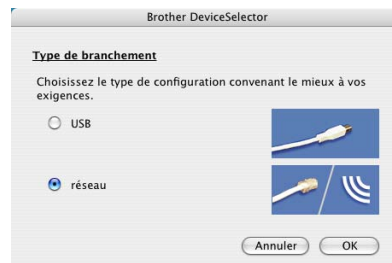 Brother DeviceSelector
Type de branchement
Choisissez le type de configuration convenant le mieux à vos
exigences.
USB
réseau
Annuler
OK